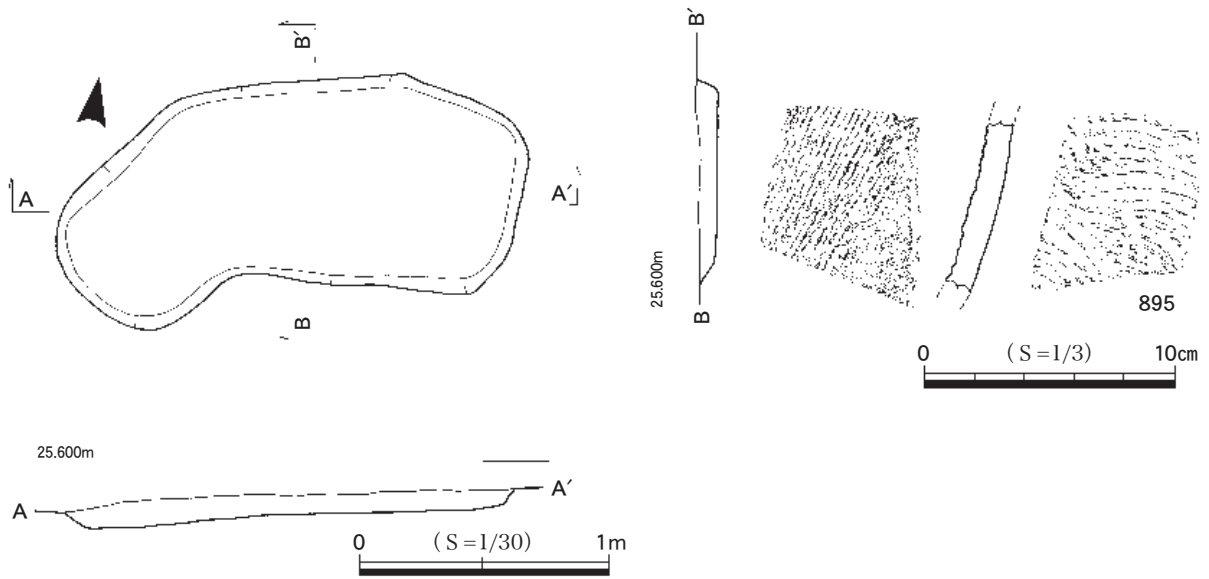 B′
A
A′
B
B′
25.600m
B
895
0 (S=1/3) 10cm
25.600m
A
A′
0 (S=1/30) 1m